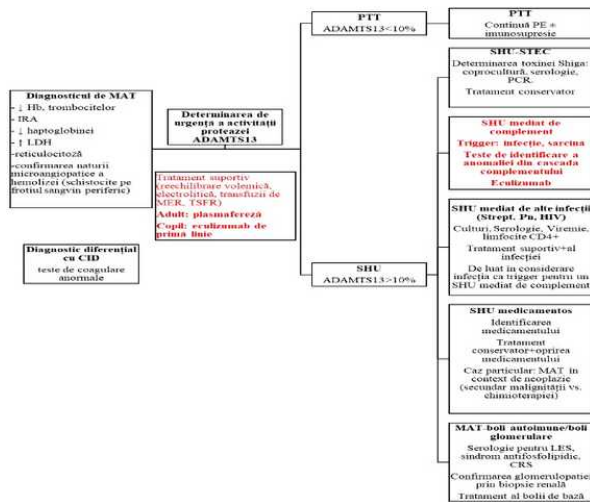 Diagnosticul de MAT
- ↓ Hb, trombocitelor
- IRA
- ↓ haptoglobinei
- ↑ LDH
-reticulocitoză
-confirmarea naturii
microangiopatice a
hemolizei (schistocite pe
frotiul sangvin periferic)
Diagnostic diferențial
cu CID
teste de coagulare
anormale
Determinarea de
urgență a activității
proteazei
ADAMTS13
Tratament suportiv
(reechilibrare volemică,
electrolitică, transfuzii de
MER, TSFR)
Adult: plasmafereză
Copil: eculizumab de
primă linie
PTT
ADAMTS13<10%
SHU
ADAMTS13>10%
PTT
Continuă PE +
imunosupresie
SHU-STEC
Determinarea toxinei Shiga:
coprocultură, serologie,
PCR.
Tratament conservator
SHU mediat de
complement
Trigger: infecție, sarcina
Teste de identificare a
anomaliei din cascada
complementului
Eculizumab
SHU mediat de alte infecții
(Strept. Pn, HIV)
Culturi, Serologie, Viremie,
limfocite CD4+
Tratament suportiv+al
infecției
De luat in considerare
infecția ca trigger pentru un
SHU mediat de complement
SHU medicamentos
Identificarea
medicamentului
Tratament
conservator+oprirea
medicamentului
Caz particular: MAT in
context de neoplazie
(secundar malignității vs.
chimioterapiei)
MAT-boli autoimune/boli
glomerulare
Serologie pentru LES,
sindrom antifosfolipidic,
CRS
Confirmarea glomerulopatiei
prin biopsie renală
Tratament al bolii de bază